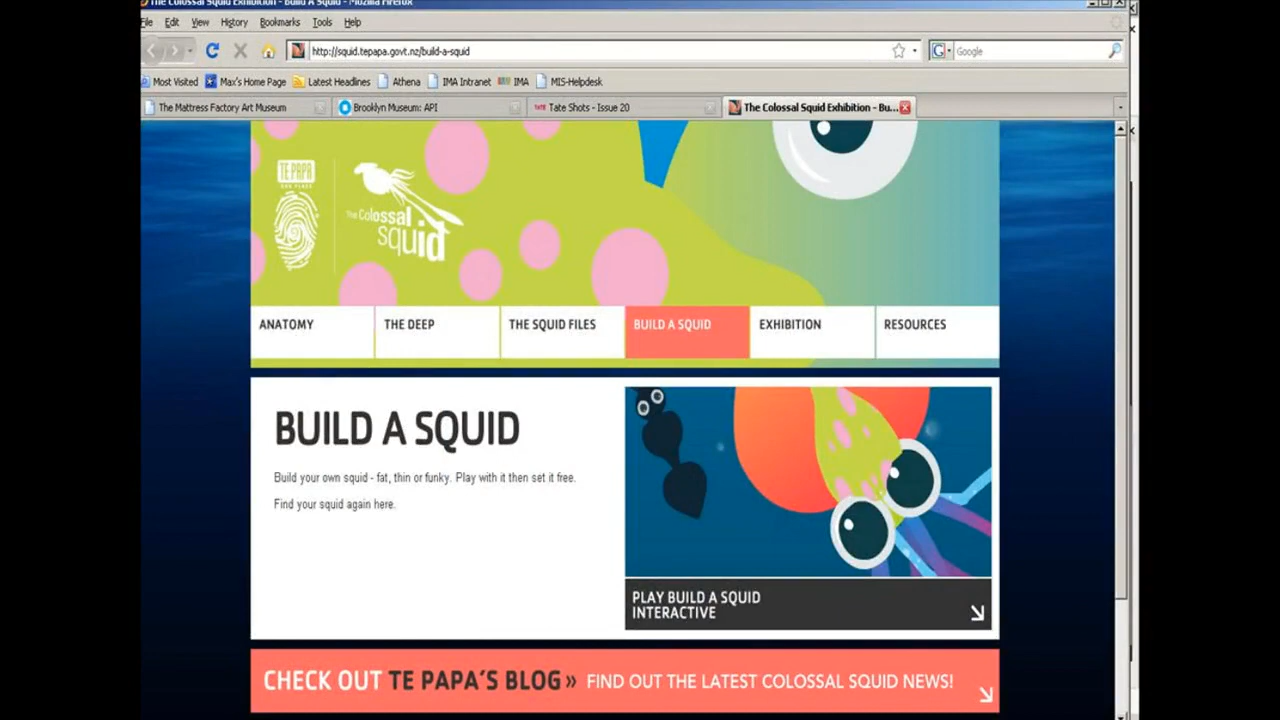 The Colossal Squid Exhibition - Build A Squid - Mozilla Firefox
File Edit View History Bookmarks Tools Help
http://squid.tepapa.govt.nz/build-a-squid
Google
Most Visited Max's Home Page Latest Headlines Athena IMA Intranet IMA MIS-Helpdesk
The Mattress Factory Art Museum Brooklyn Museum: API TATE Tate Shots - Issue 20 The Colossal Squid Exhibition - Bu...
TE PAPA
OUR PLACE
The Colossal
squid
ANATOMY THE DEEP THE SQUID FILES BUILD A SQUID EXHIBITION RESOURCES
BUILD A SQUID
Build your own squid - fat, thin or funky. Play with it then set it free.
Find your squid again here.
PLAY BUILD A SQUID
INTERACTIVE
CHECK OUT TE PAPA'S BLOG » FIND OUT THE LATEST COLOSSAL SQUID NEWS!